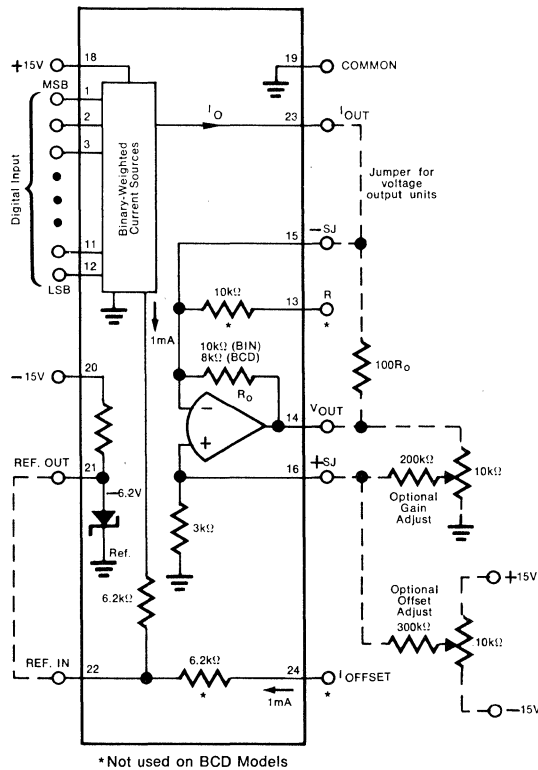 +15V
18
MSB
1
2
3
11
12
LSB
Digital Input
Binary-Weighted
Current Sources
19
COMMON
I_O
23
I_OUT
Jumper for
voltage
output units
15
−SJ
10kΩ
*
13
R
*
1mA
10kΩ (BIN)
8kΩ (BCD)
R_O
100R_O
−
+
14
V_OUT
16
+SJ
200kΩ
10kΩ
Optional
Gain
Adjust
−15V
20
REF. OUT
21
−6.2V
Ref.
3kΩ
6.2kΩ
Optional
Offset
Adjust
300kΩ
+15V
10kΩ
−15V
REF. IN
22
6.2kΩ
*
24
I_OFFSET
*
1mA
*Not used on BCD Models